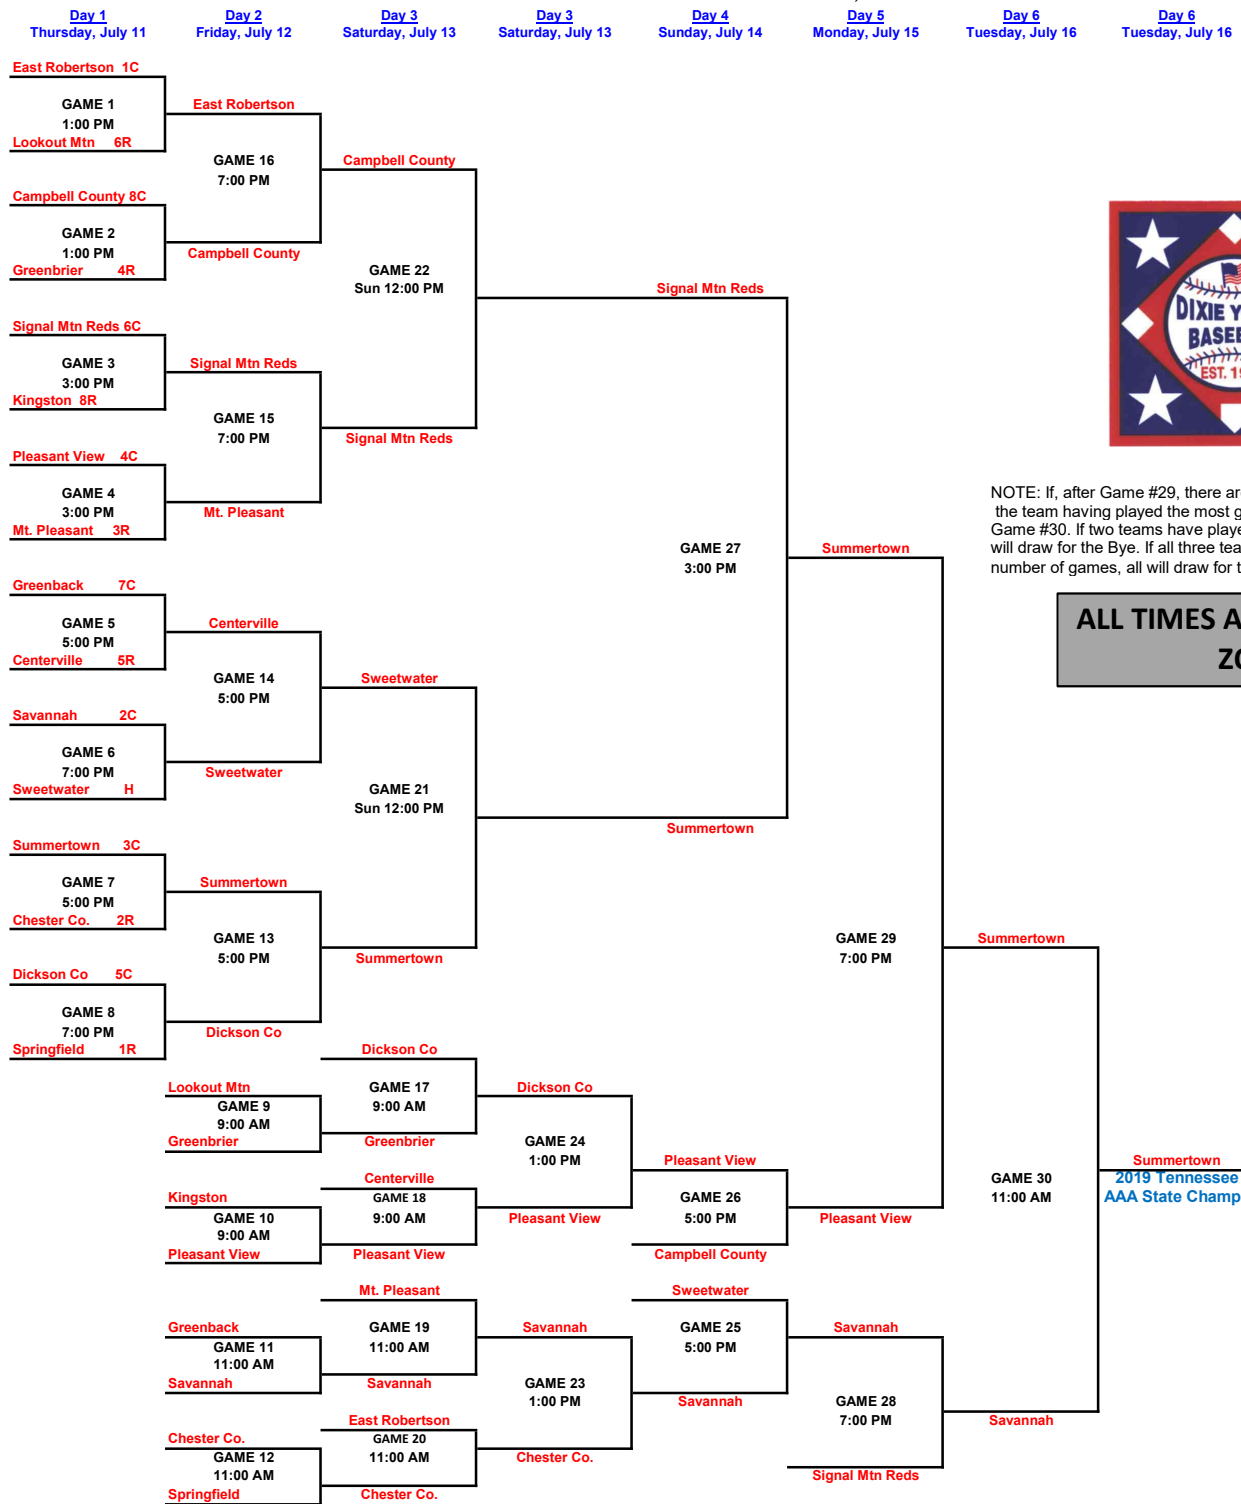 Day 1 Day 2 Day 3 Day 3 Day 4 Day 5 Day 6 Day 6
Thursday, July 11 Friday, July 12 Saturday, July 13 Saturday, July 13 Sunday, July 14 Monday, July 15 Tuesday, July 16 Tuesday, July 16
East Robertson 1C
GAME 1
1:00 PM
Lookout Mtn 6R
Campbell County 8C
GAME 2
1:00 PM
Greenbrier 4R
Signal Mtn Reds 6C
GAME 3
3:00 PM
Kingston 8R
Pleasant View 4C
GAME 4
3:00 PM
Mt. Pleasant 3R
Greenback 7C
GAME 5
5:00 PM
Centerville 5R
Savannah 2C
GAME 6
7:00 PM
Sweetwater H
Summertown 3C
GAME 7
5:00 PM
Chester Co. 2R
Dickson Co 5C
GAME 8
7:00 PM
Springfield 1R
East Robertson
GAME 16
7:00 PM
Campbell County
Signal Mtn Reds
GAME 15
7:00 PM
Mt. Pleasant
Centerville
GAME 14
5:00 PM
Sweetwater
Summertown
GAME 13
5:00 PM
Dickson Co
Lookout Mtn
GAME 9
9:00 AM
Greenbrier
Kingston
GAME 10
9:00 AM
Pleasant View
Greenback
GAME 11
11:00 AM
Savannah
Chester Co.
GAME 12
11:00 AM
Springfield
Campbell County
GAME 22
Sun 12:00 PM
Signal Mtn Reds
Sweetwater
GAME 21
Sun 12:00 PM
Summertown
Dickson Co
GAME 17
9:00 AM
Greenbrier
Centerville
GAME 18
9:00 AM
Pleasant View
Mt. Pleasant
GAME 19
11:00 AM
Savannah
East Robertson
GAME 20
11:00 AM
Chester Co.
Dickson Co
GAME 24
1:00 PM
Pleasant View
Savannah
GAME 23
1:00 PM
Chester Co.
Signal Mtn Reds
GAME 27
3:00 PM
Summertown
Pleasant View
GAME 26
5:00 PM
Campbell County
Sweetwater
GAME 25
5:00 PM
Savannah
Summertown
GAME 29
7:00 PM
Pleasant View
Savannah
GAME 28
7:00 PM
Signal Mtn Reds
Summertown
GAME 30
11:00 AM
Savannah
Summertown
2019 Tennessee
AAA State Champ
DIXIE Y
BASEB
EST. 19
NOTE: If, after Game #29, there ar
the team having played the most g
Game #30. If two teams have playe
will draw for the Bye. If all three tea
number of games, all will draw for t
ALL TIMES A
ZO